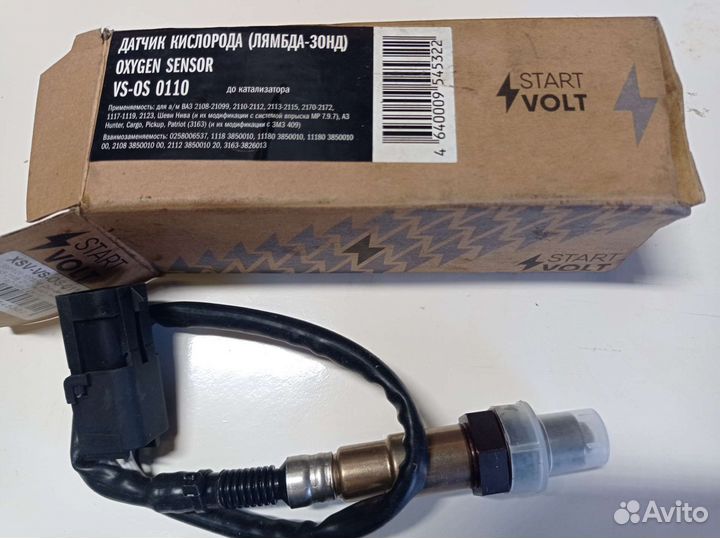 ДАТЧИК КИСЛОРОДА (ЛЯМБДА-ЗОНД)
OXYGEN SENSOR
VS-OS 0110
до катализатора
Применяемость: для а/м ВАЗ 2108-21099, 2110-2112, 2113-2115, 2170-2172,
1117-1119, 2123, Шеви Нива (и их модификации с системой впрыска МР 7.9.7), АЗ
Hunter, Cargo, Pickup, Patriot (3163) (и их модификации с ЗМЗ 409)
Взаимозаменяемость: 0258006537, 1118 3850010, 11180 3850010, 11180 3850010
00, 2108 3850010 00, 2112 3850010 20, 3163-3826013
4 640009 545322
START
VOLT
START
VOLT
START
VOLT
Avito